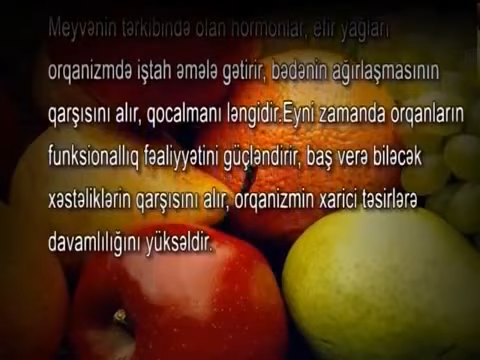 Meyvənin tərkibində olan hormonlar, efir yağları
orqanizmdə iştah əmələ gətirir, bədənin ağırlaşmasının
qarşısını alır, qocalmanı ləngidir.Eyni zamanda orqanların
funksionallıq fəaliyyətini güçləndirir, baş verə biləcək
xəstəliklərin qarşısını alır, orqanizmin xarici təsirlərə
davamlılığını yüksəldir.